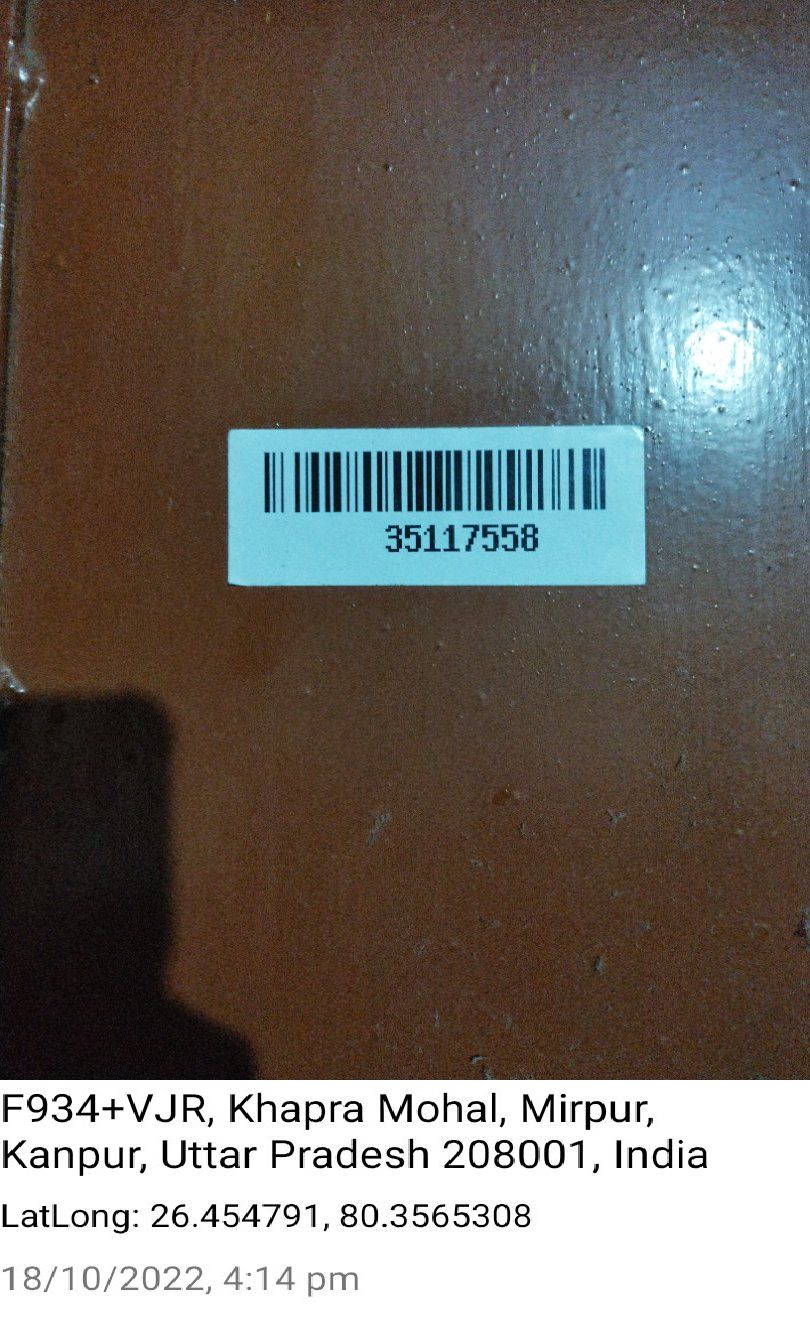 35117558
F934+VJR, Khapra Mohal, Mirpur,
Kanpur, Uttar Pradesh 208001, India
LatLong: 26.454791, 80.3565308
18/10/2022, 4:14 pm